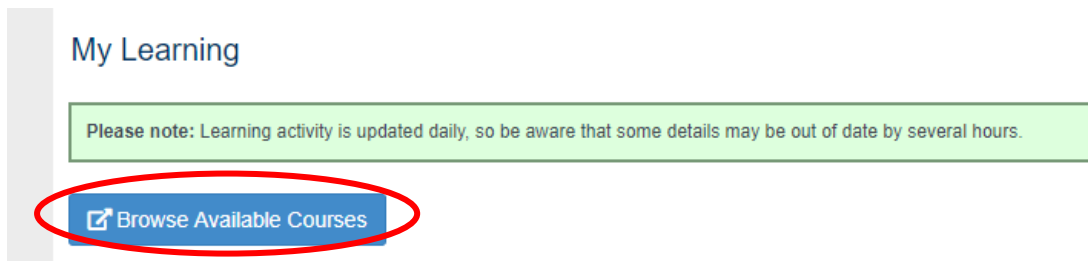 My Learning
Please note: Learning activity is updated daily, so be aware that some details may be out of date by several hours.
Browse Available Courses